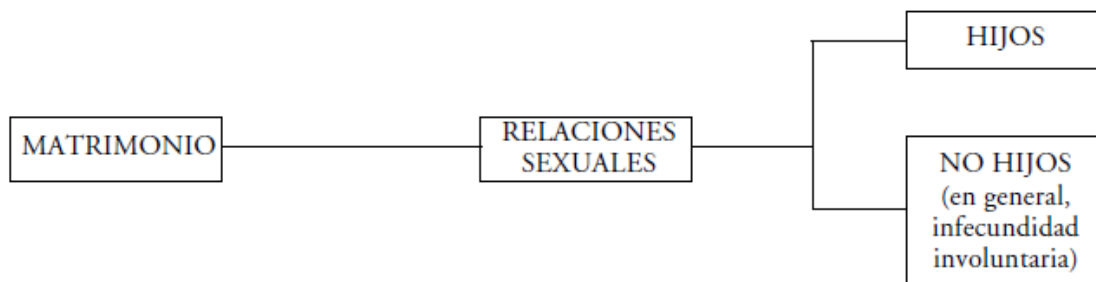 MATRIMONIO
RELACIONES
SEXUALES
HIJOS
NO HIJOS
(en general,
infecundidad
involuntaria)